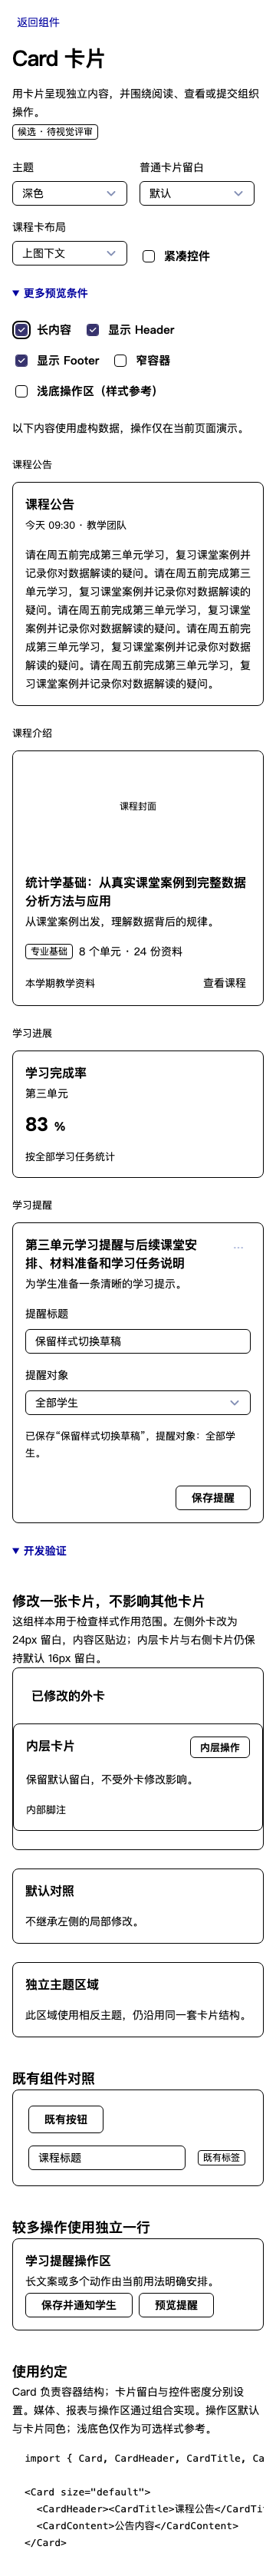 返回组件
Card 卡片
用卡片呈现独立内容，并围绕阅读、查看或提交组织
操作。
候选 · 待视觉评审
主题
普通卡片留白
深色
默认
课程卡布局
上图下文
紧凑控件
▼ 更多预览条件
长内容
显示 Header
显示 Footer
窄容器
浅底操作区（样式参考）
以下内容使用虚构数据，操作仅在当前页面演示。
课程公告
课程公告
今天 09:30 · 教学团队
请在周五前完成第三单元学习，复习课堂案例并
记录你对数据解读的疑问。请在周五前完成第三
单元学习，复习课堂案例并记录你对数据解读的
疑问。请在周五前完成第三单元学习，复习课堂
案例并记录你对数据解读的疑问。请在周五前完
成第三单元学习，复习课堂案例并记录你对数据
解读的疑问。请在周五前完成第三单元学习，复
习课堂案例并记录你对数据解读的疑问。
课程介绍
课程封面
统计学基础：从真实课堂案例到完整数据
分析方法与应用
从课堂案例出发，理解数据背后的规律。
专业基础
8 个单元 · 24 份资料
本学期教学资料
查看课程
学习进展
学习完成率
第三单元
83 %
按全部学习任务统计
学习提醒
第三单元学习提醒与后续课堂安
排、材料准备和学习任务说明
...
为学生准备一条清晰的学习提示。
提醒标题
保留样式切换草稿
提醒对象
全部学生
已保存“保留样式切换草稿”，提醒对象：全部学
生。
保存提醒
▼ 开发验证
修改一张卡片，不影响其他卡片
这组样本用于检查样式作用范围。左侧外卡改为
24px 留白，内容区贴边；内层卡片与右侧卡片仍保
持默认 16px 留白。
已修改的外卡
内层卡片
内层操作
保留默认留白，不受外卡修改影响。
内部脚注
默认对照
不继承左侧的局部修改。
独立主题区域
此区域使用相反主题，仍沿用同一套卡片结构。
既有组件对照
既有按钮
课程标题
既有标签
较多操作使用独立一行
学习提醒操作区
长文案或多个动作由当前用法明确安排。
保存并通知学生
预览提醒
使用约定
Card 负责容器结构；卡片留白与控件密度分别设
置。媒体、报表与操作区通过组合实现。操作区默认
与卡片同色；浅底色仅作为可选样式参考。
import { Card, CardHeader, CardTitle, Ca
<Card size="default">
<CardHeader><CardTitle>课程公告</CardTi
<CardContent>公告内容</CardContent>
</Card>